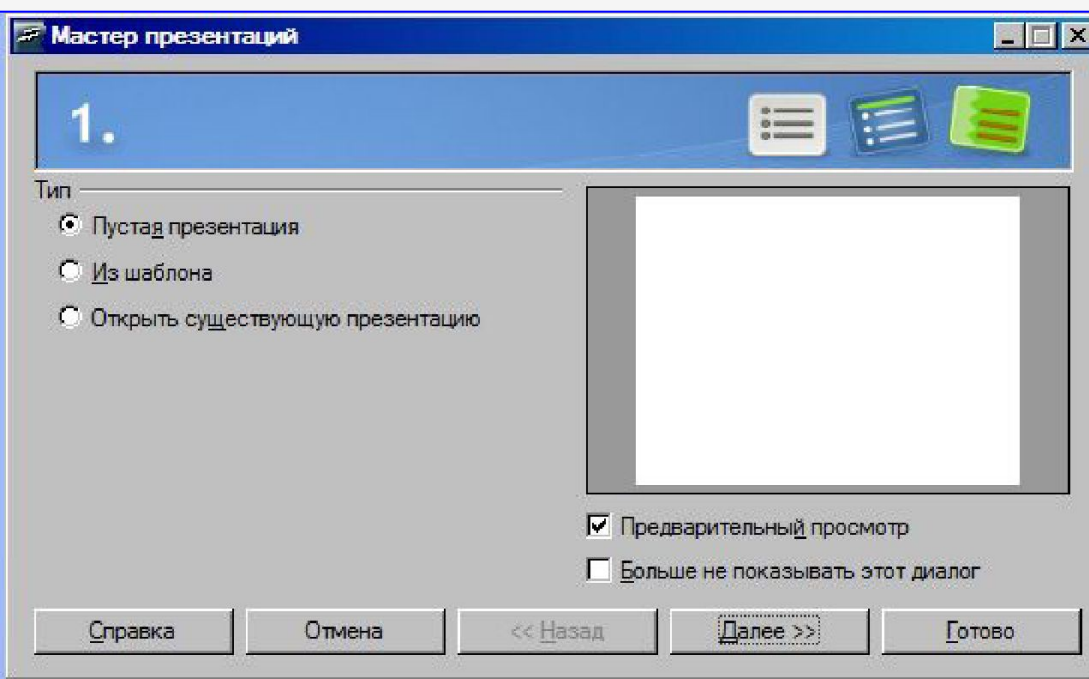 Мастер презентаций
1.
Тип
Пустая презентация
Из шаблона
Открыть существующую презентацию
Предварительный просмотр
Больше не показывать этот диалог
Справка
Отмена
<< Назад
Далее >>
Готово